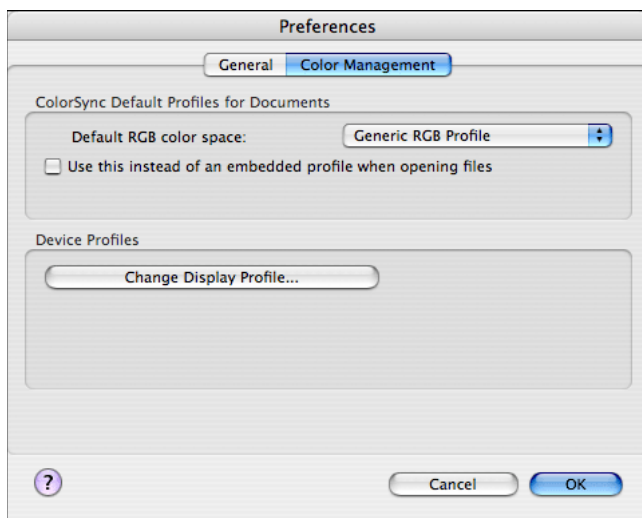 Preferences
General Color Management
ColorSync Default Profiles for Documents
Default RGB color space: Generic RGB Profile
Use this instead of an embedded profile when opening files
Device Profiles
Change Display Profile...
? Cancel OK